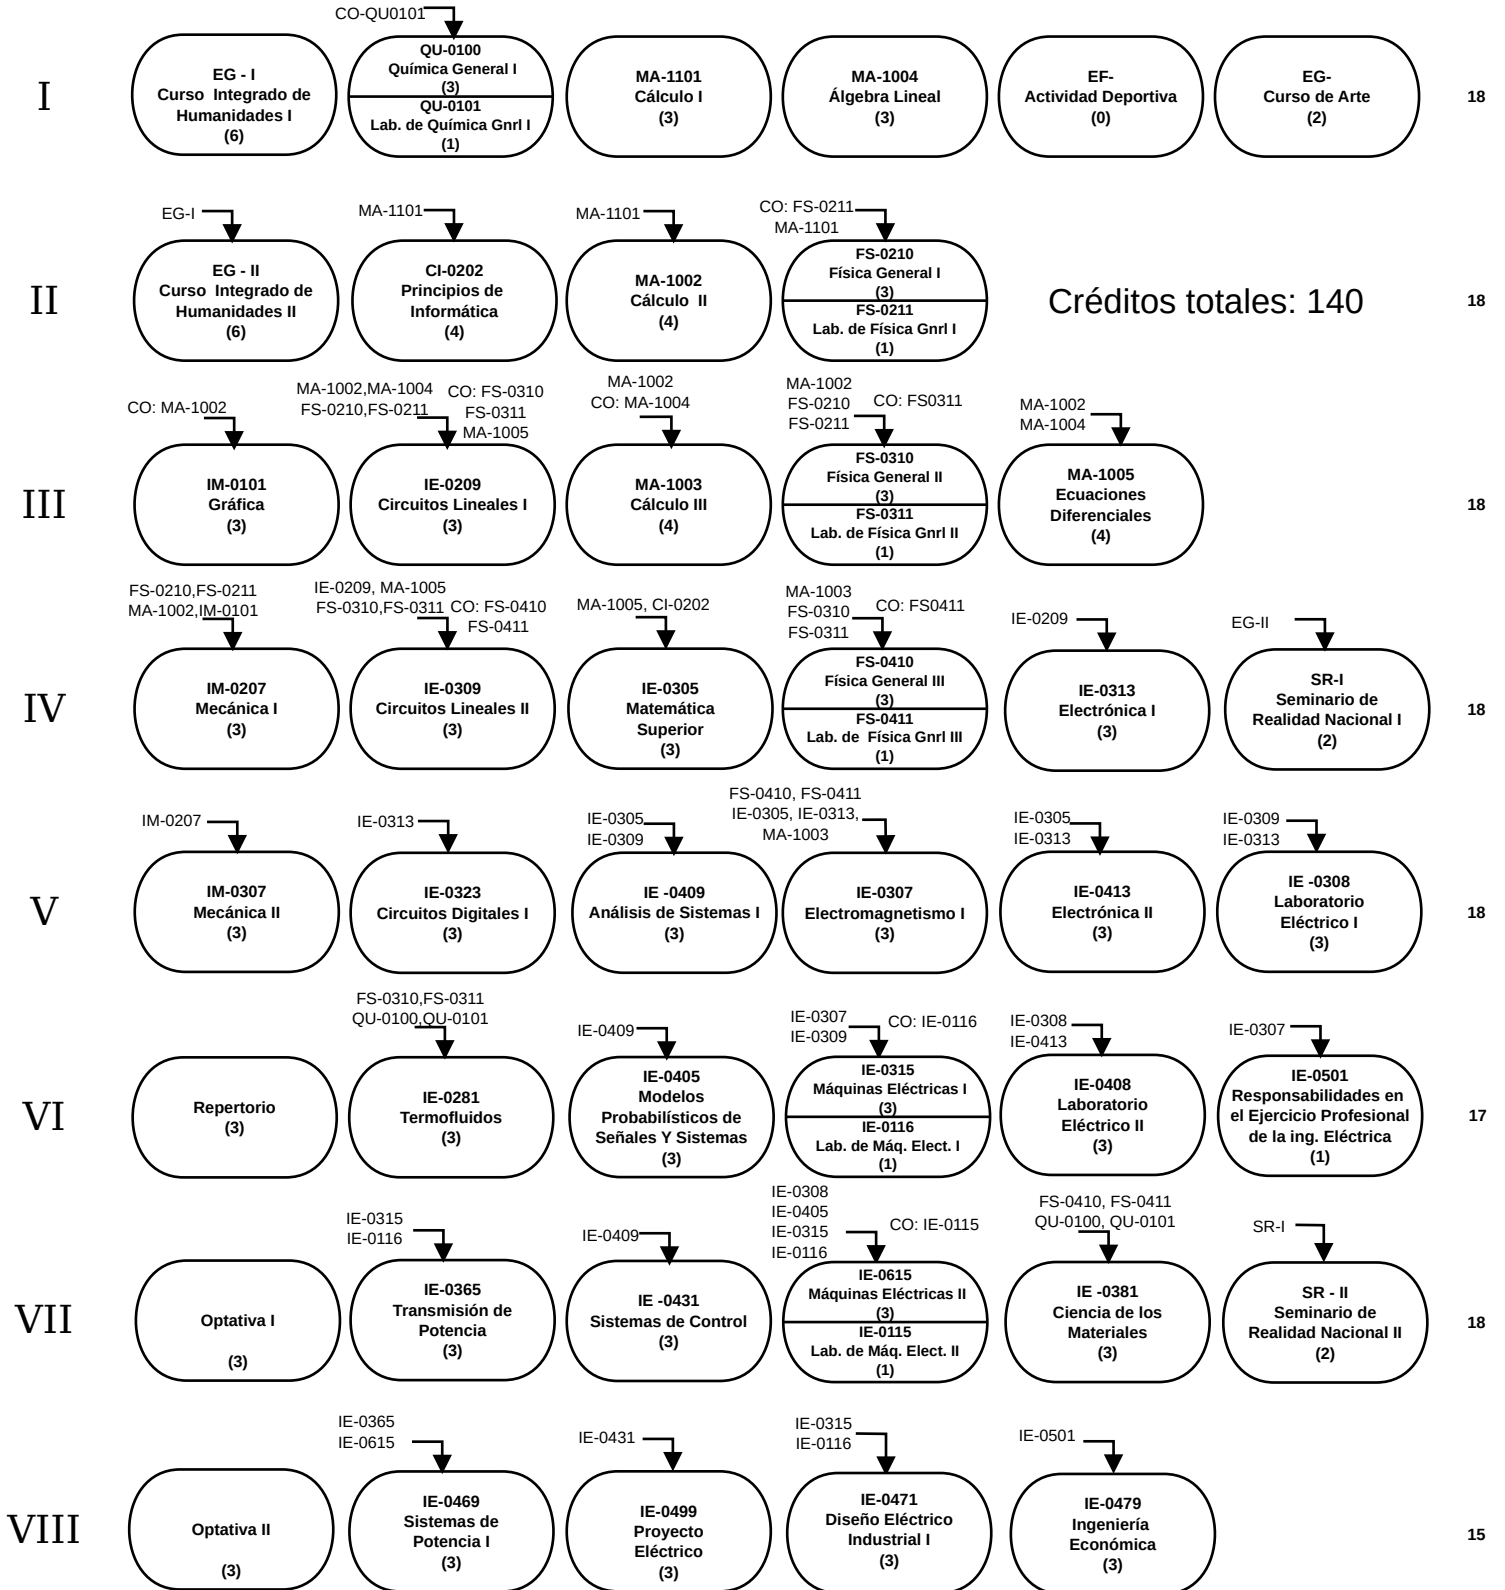 CO-QU0101
I
EG - I
Curso Integrado de
Humanidades I
(6)
QU-0100
Química General I
(3)
QU-0101
Lab. de Química Gnrl I
(1)
MA-1101
Cálculo I
(3)
MA-1004
Álgebra Lineal
(3)
EF-
Actividad Deportiva
(0)
EG-
Curso de Arte
(2)
18
II
EG-I
EG - II
Curso Integrado de
Humanidades II
(6)
MA-1101
CI-0202
Principios de
Informática
(4)
MA-1101
MA-1002
Cálculo II
(4)
CO: FS-0211
MA-1101
FS-0210
Física General I
(3)
FS-0211
Lab. de Física Gnrl I
(1)
Créditos totales: 140
18
III
CO: MA-1002
IM-0101
Gráfica
(3)
MA-1002,MA-1004
FS-0210,FS-0211
CO: FS-0310
FS-0311
MA-1005
IE-0209
Circuitos Lineales I
(3)
MA-1002
CO: MA-1004
MA-1003
Cálculo III
(4)
MA-1002
FS-0210
FS-0211
CO: FS0311
FS-0310
Física General II
(3)
FS-0311
Lab. de Física Gnrl II
(1)
MA-1002
MA-1004
MA-1005
Ecuaciones
Diferenciales
(4)
18
IV
FS-0210,FS-0211
MA-1002,IM-0101
IM-0207
Mecánica I
(3)
IE-0209, MA-1005
FS-0310,FS-0311
CO: FS-0410
FS-0411
IE-0309
Circuitos Lineales II
(3)
MA-1005, CI-0202
IE-0305
Matemática
Superior
(3)
MA-1003
FS-0310
FS-0311
CO: FS0411
FS-0410
Física General III
(3)
FS-0411
Lab. de Física Gnrl III
(1)
IE-0209
IE-0313
Electrónica I
(3)
EG-II
SR-I
Seminario de
Realidad Nacional I
(2)
18
V
IM-0207
IM-0307
Mecánica II
(3)
IE-0313
IE-0323
Circuitos Digitales I
(3)
IE-0305
IE-0309
IE -0409
Análisis de Sistemas I
(3)
FS-0410, FS-0411
IE-0305, IE-0313,
MA-1003
IE-0307
Electromagnetismo I
(3)
IE-0305
IE-0313
IE-0413
Electrónica II
(3)
IE-0309
IE-0313
IE -0308
Laboratorio
Eléctrico I
(3)
18
VI
Repertorio
(3)
FS-0310,FS-0311
QU-0100,QU-0101
IE-0281
Termofluidos
(3)
IE-0409
IE-0405
Modelos
Probabilísticos de
Señales Y Sistemas
(3)
IE-0307
IE-0309
CO: IE-0116
IE-0315
Máquinas Eléctricas I
(3)
IE-0116
Lab. de Máq. Elect. I
(1)
IE-0308
IE-0413
IE-0408
Laboratorio
Eléctrico II
(3)
IE-0307
IE-0501
Responsabilidades en
el Ejercicio Profesional
de la ing. Eléctrica
(1)
17
VII
Optativa I
(3)
IE-0315
IE-0116
IE-0365
Transmisión de
Potencia
(3)
IE-0409
IE -0431
Sistemas de Control
(3)
IE-0308
IE-0405
IE-0315
IE-0116
CO: IE-0115
IE-0615
Máquinas Eléctricas II
(3)
IE-0115
Lab. de Máq. Elect. II
(1)
FS-0410, FS-0411
QU-0100, QU-0101
IE -0381
Ciencia de los
Materiales
(3)
SR-I
SR - II
Seminario de
Realidad Nacional II
(2)
18
VIII
Optativa II
(3)
IE-0365
IE-0615
IE-0469
Sistemas de
Potencia I
(3)
IE-0431
IE-0499
Proyecto
Eléctrico
(3)
IE-0315
IE-0116
IE-0471
Diseño Eléctrico
Industrial I
(3)
IE-0501
IE-0479
Ingeniería
Económica
(3)
15